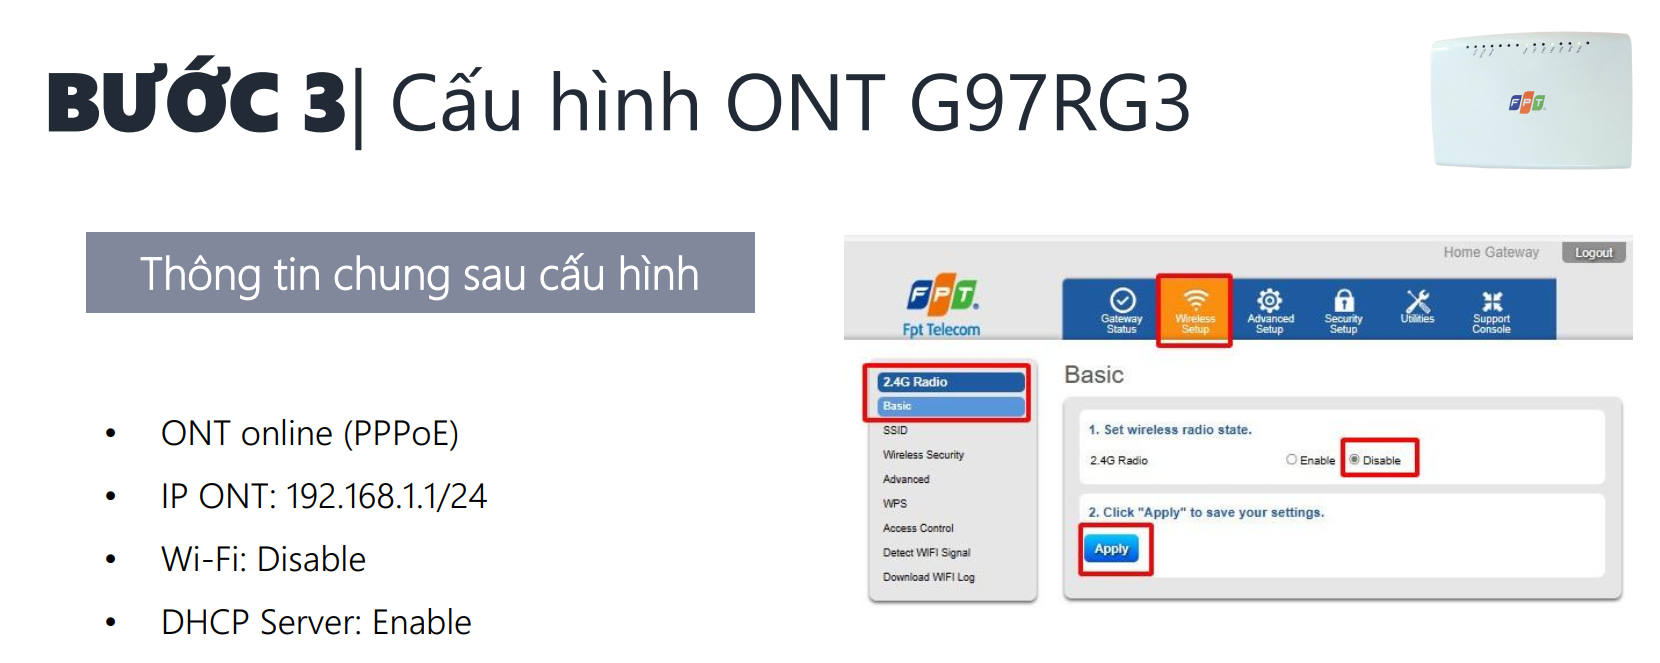 BƯỚC 3| Cấu hình ONT G97RG3
FPT
Thông tin chung sau cấu hình
• ONT online (PPPoE)
• IP ONT: 192.168.1.1/24
• Wi-Fi: Disable
• DHCP Server: Enable
Home Gateway
Logout
FPT
Fpt Telecom
Gateway
Status
Wireless
Setup
Advanced
Setup
Security
Setup
Utilities
Support
Console
2.4G Radio
Basic
SSID
Wireless Security
Advanced
WPS
Access Control
Detect WIFI Signal
Download WIFI Log
Basic
1. Set wireless radio state.
2.4G Radio Enable Disable
2. Click "Apply" to save your settings.
Apply